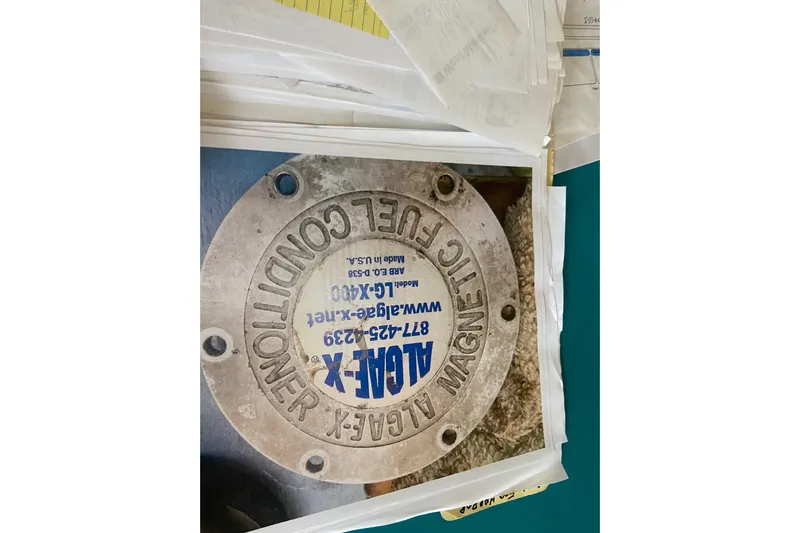 ALGAE-X MAGNETIC FUEL CONDITIONER
ALGAE-X®
877-425-4239
www.algae-x.net
Model: LG-X400
ARB E.O. D-538
Made in U.S.A.